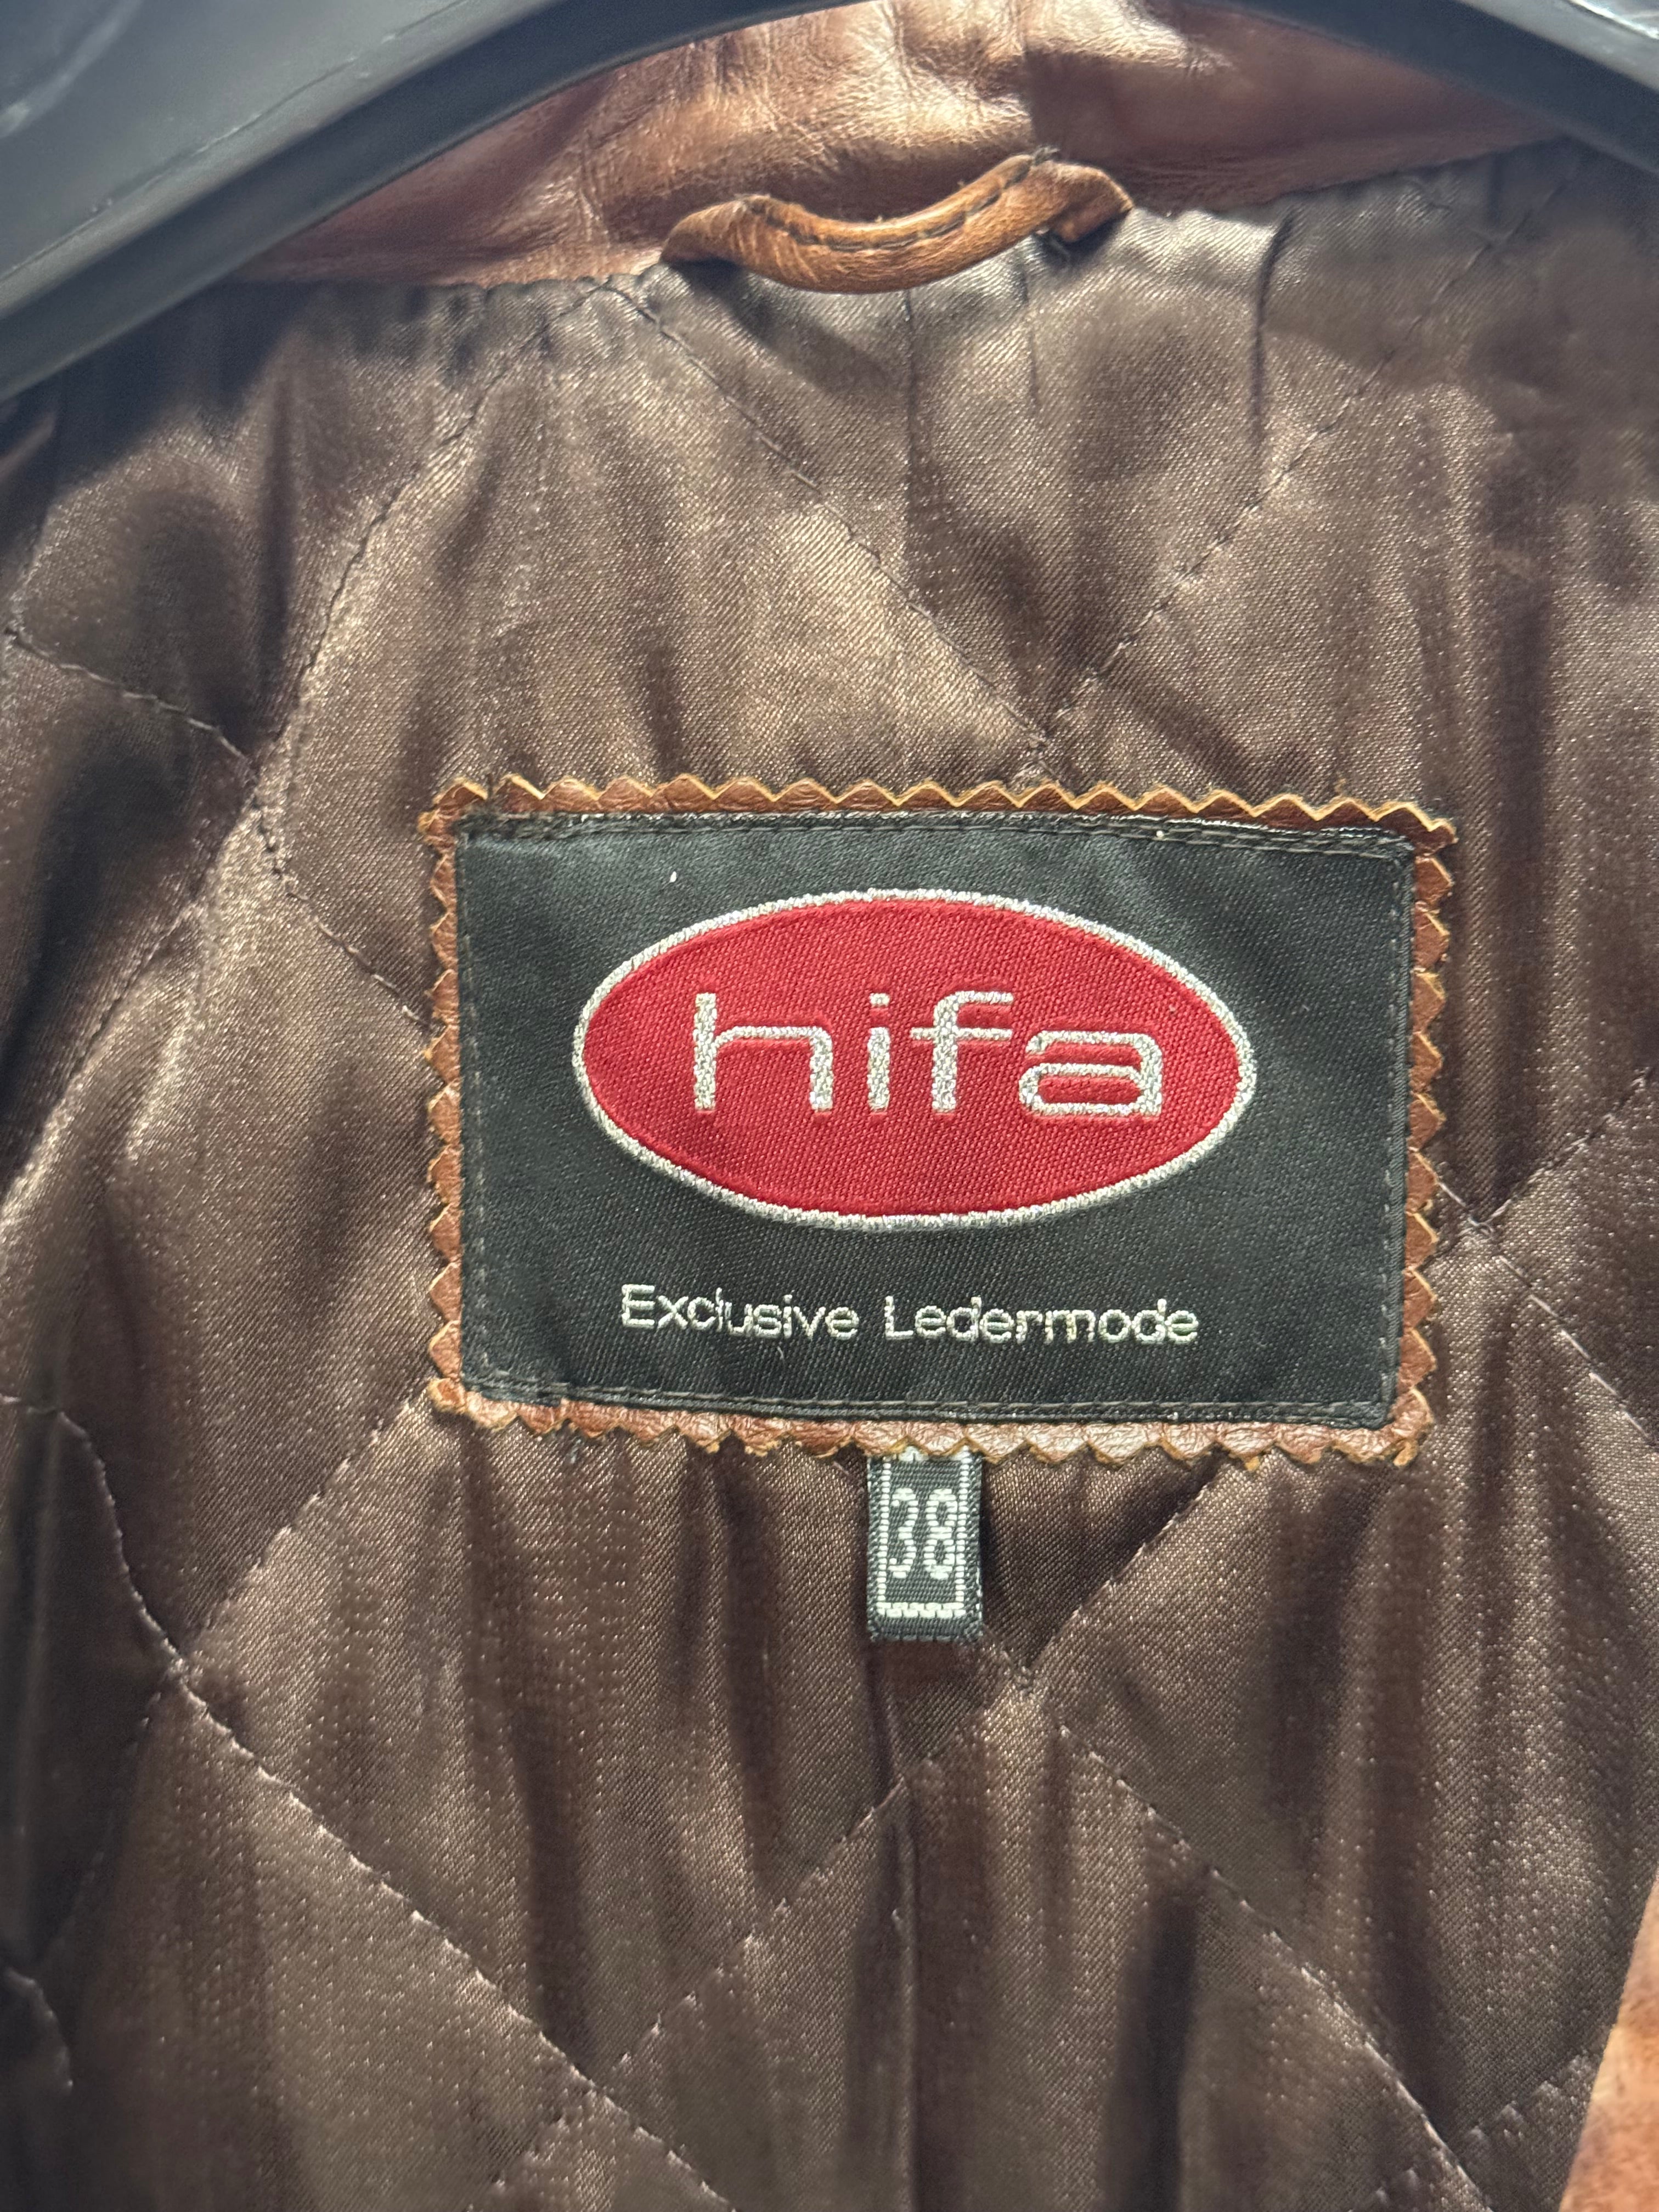 hifa
Exclusive Ledermode
38